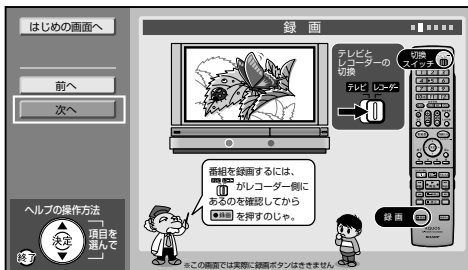 はじめの画面へ
前へ
次へ
ヘルプの操作方法
決定
項目を
選んで
終了
録 画
テレビと
レコーダーの
切換
テレビ レコーダー
切換
スイッチ
番組を録画するには、
がレコーダー側に
あるのを確認してから
●録画 を押すのじゃ。
録 画
AQUOS
SHARP
※この画面では実際に録画ボタンはききません